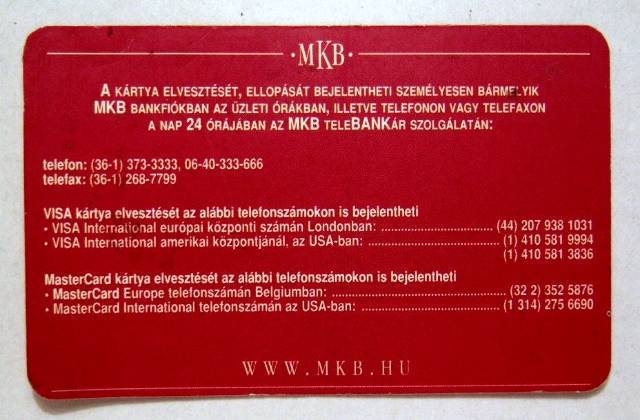 ·MKB·
A KÁRTYA ELVESZTÉSÉT, ELLOPÁSÁT BEJELENTHETI SZEMÉLYESEN BÁRMELYIK
MKB BANKFIÓKBAN AZ ÜZLETI ÓRÁKBAN, ILLETVE TELEFONON VAGY TELEFAXON
A NAP 24 ÓRÁJÁBAN AZ MKB TELEBANKÁR SZOLGÁLATÁN:
telefon: (36-1) 373-3333, 06-40-333-666
telefax: (36-1) 268-7799
VISA kártya elvesztését az alábbi telefonszámokon is bejelentheti
• VISA International európai központi számán Londonban: ........................ (44) 207 938 1031
• VISA International amerikai központjánál, az USA-ban: ........................... (1) 410 581 9994
(1) 410 581 3836
MasterCard kártya elvesztését az alábbi telefonszámokon is bejelentheti
• MasterCard Europe telefonszámán Belgiumban: ..................................... (32 2) 352 5876
• MasterCard International telefonszámán az USA-ban: ............................. (1 314) 275 6690
WWW.MKB.HU